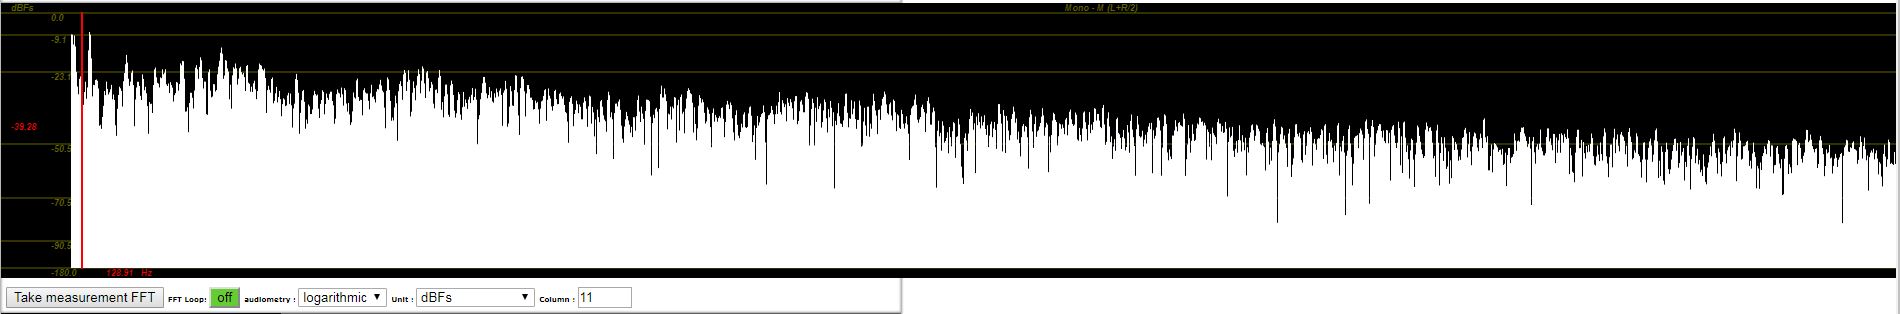 dBFs
Mono - M (L+R/2)
0.0
-9.1
-23.1
-39.28
-50.5
-70.5
-90.5
-180.0
128.91 Hz
Take measurement FFT FFT Loop: off audiometry : logarithmic Unit : dBFs Column : 11